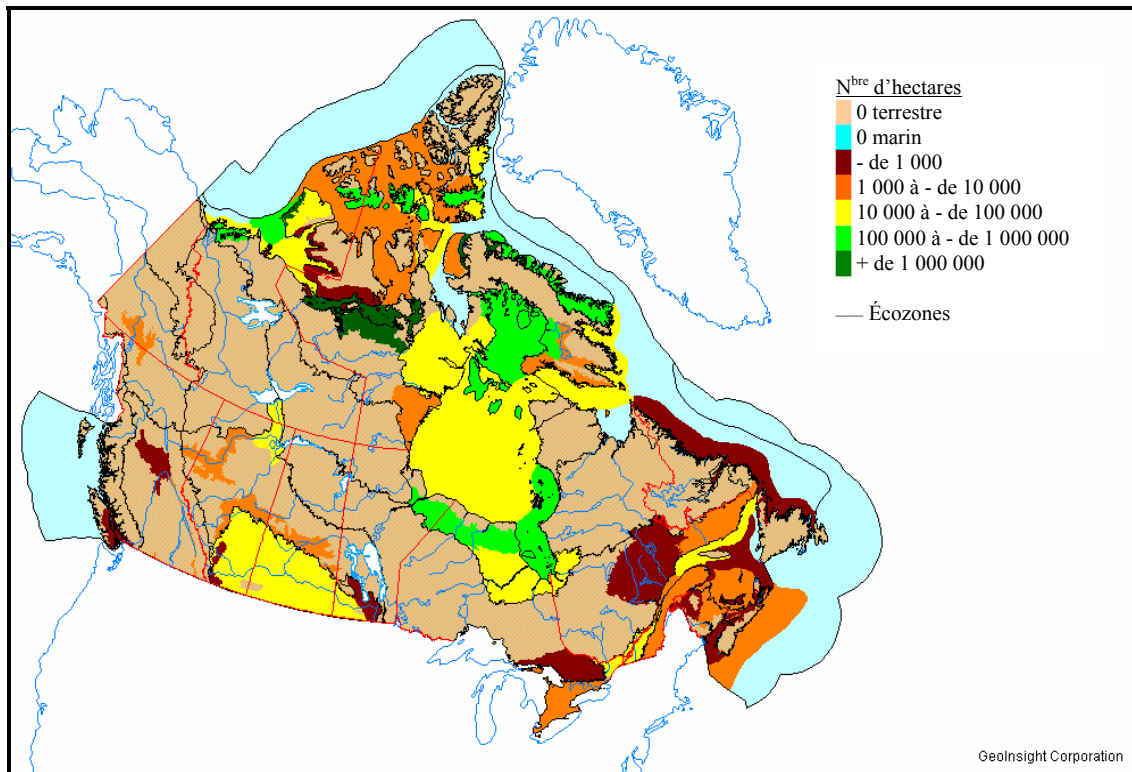 Nbre d'hectares
0 terrestre
0 marin
- de 1 000
1 000 à - de 10 000
10 000 à - de 100 000
100 000 à - de 1 000 000
+ de 1 000 000
— Écozones
GeoInsight Corporation